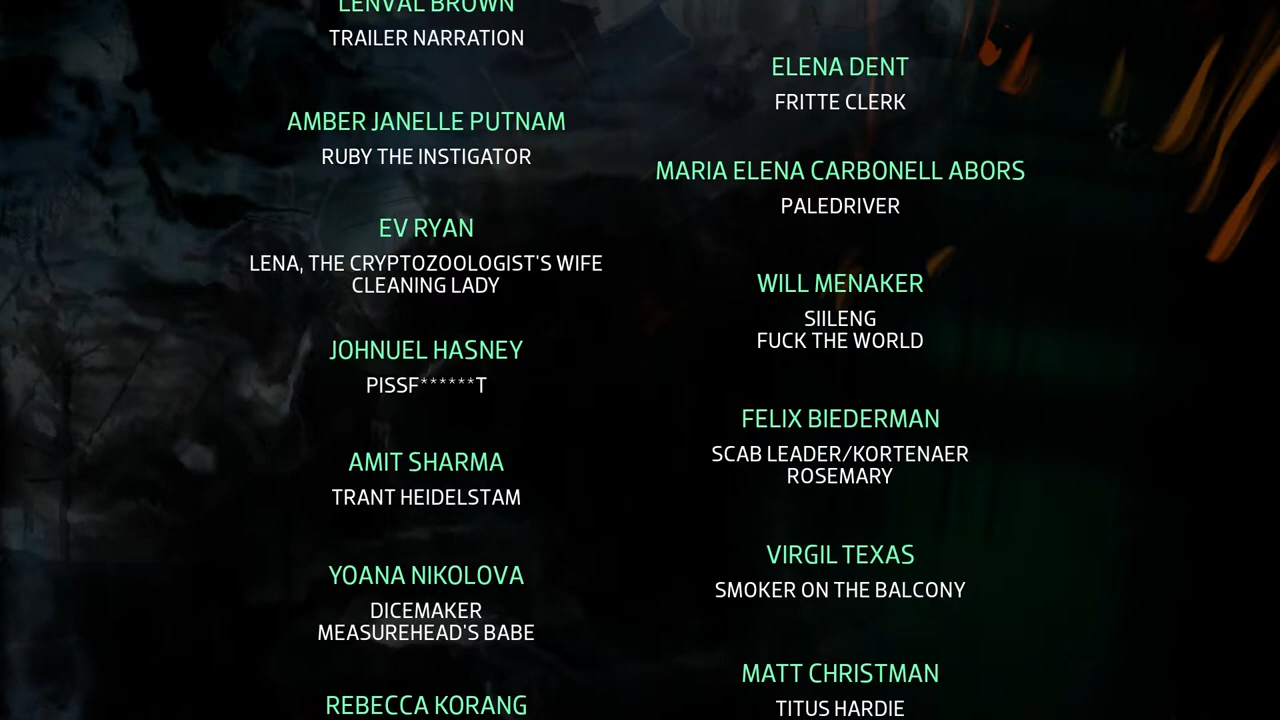 LENVAL BROWN
TRAILER NARRATION
AMBER JANELLE PUTNAM
RUBY THE INSTIGATOR
EV RYAN
LENA, THE CRYPTOZOOLOGIST'S WIFE
CLEANING LADY
JOHNUEL HASNEY
PISSF******T
AMIT SHARMA
TRANT HEIDELSTAM
YOANA NIKOLOVA
DICEMAKER
MEASUREHEAD'S BABE
REBECCA KORANG
ELENA DENT
FRITTE CLERK
MARIA ELENA CARBONELL ABORS
PALEDRIVER
WILL MENAKER
SIILENG
FUCK THE WORLD
FELIX BIEDERMAN
SCAB LEADER/KORTENAER
ROSEMARY
VIRGIL TEXAS
SMOKER ON THE BALCONY
MATT CHRISTMAN
TITUS HARDIE